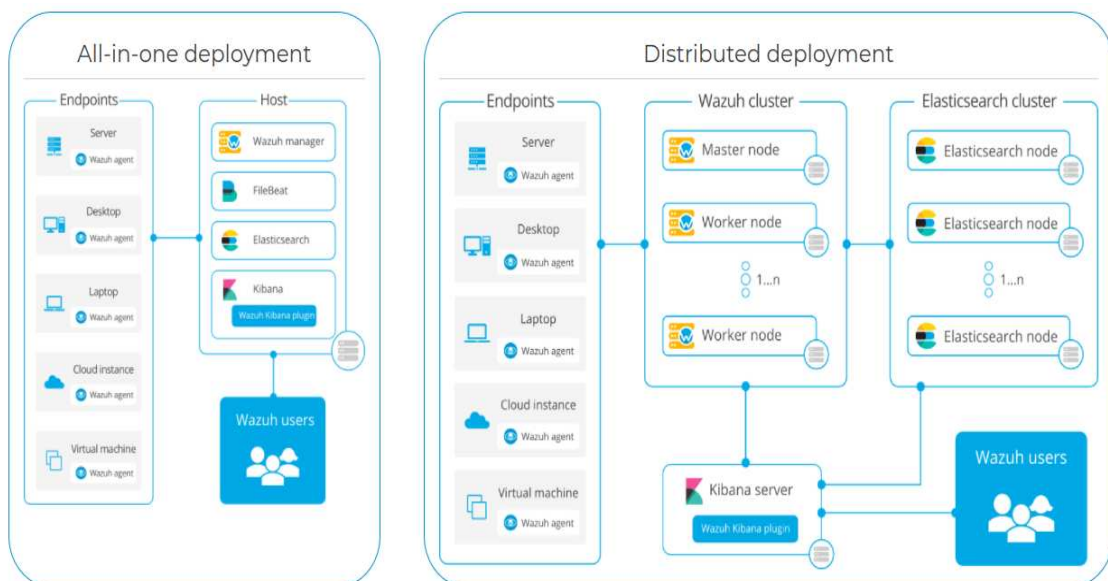 All-in-one deployment
Endpoints
Server
Wazuh agent
Desktop
Wazuh agent
Laptop
Wazuh agent
Cloud instance
Wazuh agent
Virtual machine
Wazuh agent
Host
Wazuh manager
FileBeat
Elasticsearch
Kibana
Wazuh Kibana plugin
Wazuh users
Distributed deployment
Endpoints
Server
Wazuh agent
Desktop
Wazuh agent
Laptop
Wazuh agent
Cloud instance
Wazuh agent
Virtual machine
Wazuh agent
Wazuh cluster
Master node
Worker node
1...n
Worker node
Elasticsearch cluster
Elasticsearch node
Elasticsearch node
1...n
Elasticsearch node
Kibana server
Wazuh Kibana plugin
Wazuh users